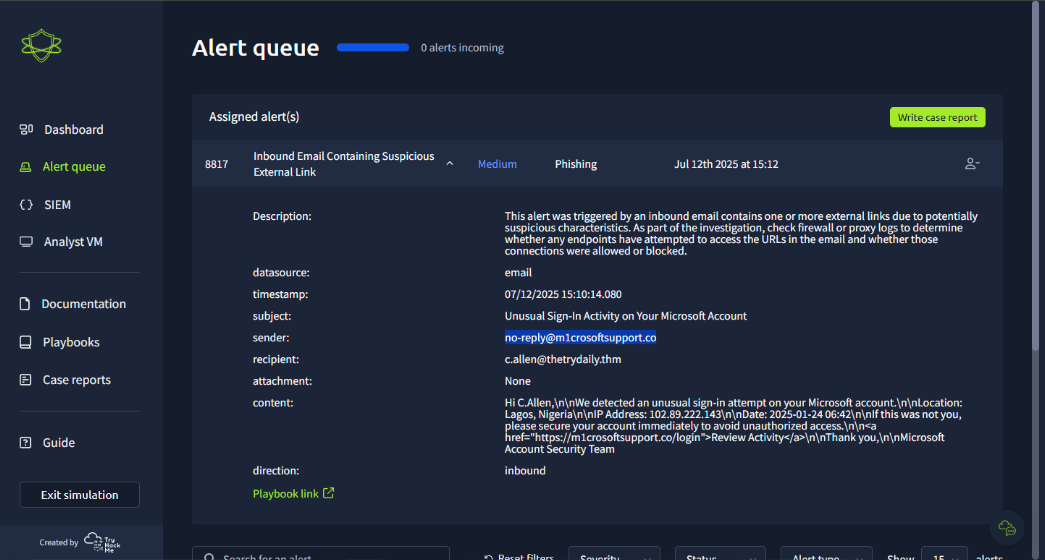 Alert queue
0 alerts incoming
Dashboard
Alert queue
SIEM
Analyst VM
Documentation
Playbooks
Case reports
Guide
Exit simulation
Created by Try Hack Me
Assigned alert(s)
Write case report
8817
Inbound Email Containing Suspicious
External Link
Medium
Phishing
Jul 12th 2025 at 15:12
Description:
This alert was triggered by an inbound email contains one or more external links due to potentially
suspicious characteristics. As part of the investigation, check firewall or proxy logs to determine
whether any endpoints have attempted to access the URLs in the email and whether those
connections were allowed or blocked.
datasource:
email
timestamp:
07/12/2025 15:10:14.080
subject:
Unusual Sign-In Activity on Your Microsoft Account
sender:
no-reply@m1crosoftsupport.co
recipient:
c.allen@thetrydaily.thm
attachment:
None
content:
Hi C.Allen,\n\nWe detected an unusual sign-in attempt on your Microsoft account.\n\nLocation:
Lagos, Nigeria\n\nIP Address: 102.89.222.143\n\nDate: 2025-01-24 06:42\n\nIf this was not you,
please secure your account immediately to avoid unauthorized access.\n\n<a
href="https://m1crosoftsupport.co/login">Review Activity</a>\n\nThank you,\n\nMicrosoft
Account Security Team
direction:
inbound
Playbook link
Search for an alert
Reset filters
Severity
Status
Alert type
Show
15
alerts